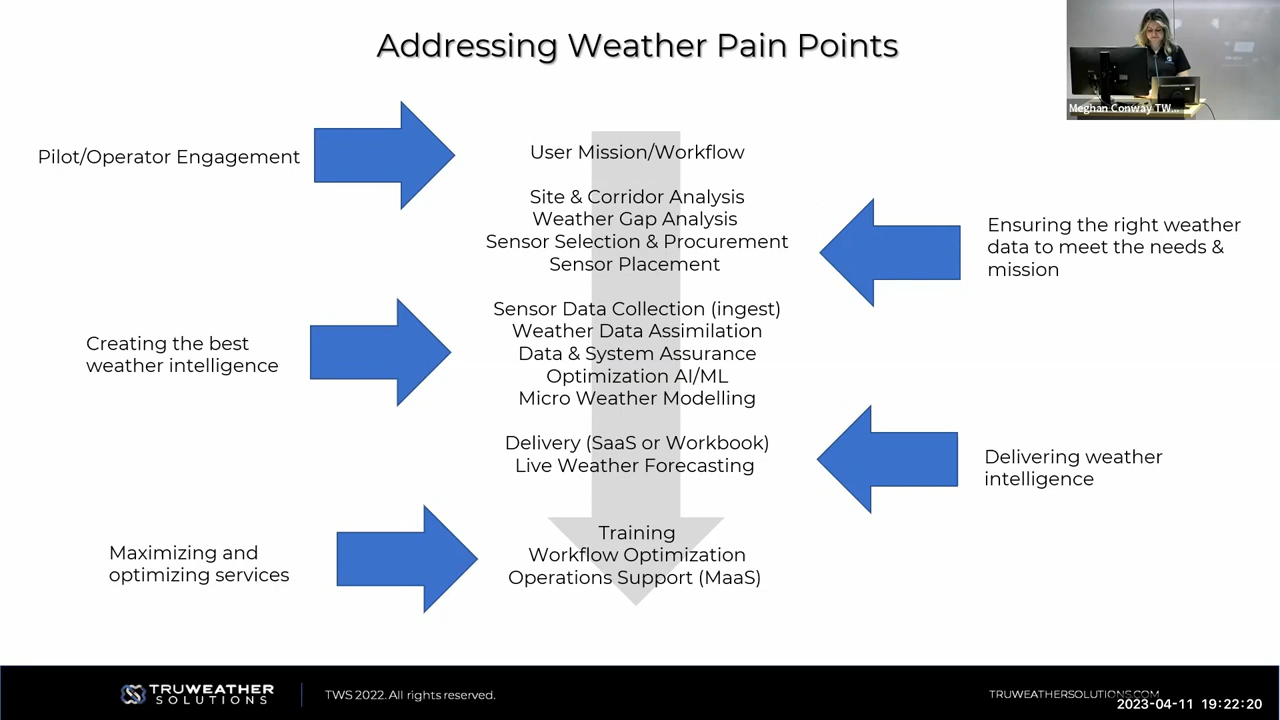 Addressing Weather Pain Points
Meghan Conway TW...
Pilot/Operator Engagement
User Mission/Workflow
Site & Corridor Analysis
Weather Gap Analysis
Sensor Selection & Procurement
Sensor Placement
Ensuring the right weather
data to meet the needs &
mission
Sensor Data Collection (ingest)
Weather Data Assimilation
Data & System Assurance
Optimization AI/ML
Micro Weather Modelling
Creating the best
weather intelligence
Delivery (SaaS or Workbook)
Live Weather Forecasting
Delivering weather
intelligence
Training
Workflow Optimization
Operations Support (MaaS)
Maximizing and
optimizing services
TRUWEATHER
SOLUTIONS
TWS 2022. All rights reserved.
TRUWEATHERSOLUTIONS.COM
2023-04-11 19:22:20